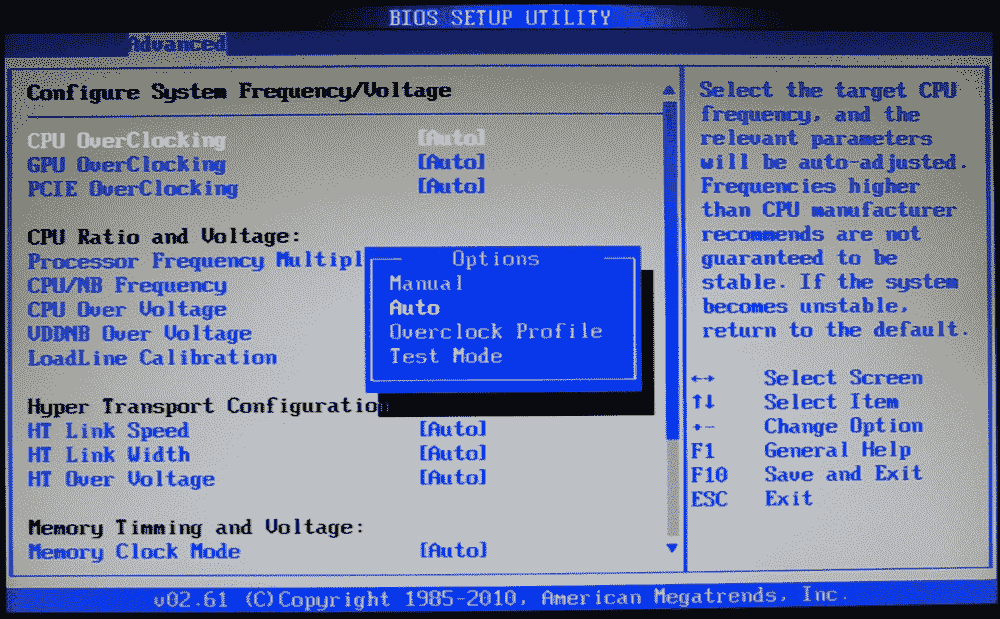 BIOS SETUP UTILITY
Advanced
Configure System Frequency/Voltage
CPU OverClocking [Auto]
GPU OverClocking [Auto]
PCIE OverClocking [Auto]
CPU Ratio and Voltage:
Processor Frequency Multipl
CPU/NB Frequency
CPU Over Voltage
VDDNB Over Voltage
LoadLine Calibration
Hyper Transport Configuration
HT Link Speed [Auto]
HT Link Width [Auto]
HT Over Voltage [Auto]
Memory Timming and Voltage:
Memory Clock Mode [Auto]
Options
Manual
Auto
Overclock Profile
Test Mode
Select the target CPU
frequency, and the
relevant parameters
will be auto-adjusted.
Frequencies higher
than CPU manufacturer
recommends are not
guaranteed to be
stable. If the system
becomes unstable,
return to the default.
←→ Select Screen
↑↓ Select Item
+- Change Option
F1 General Help
F10 Save and Exit
ESC Exit
v02.61 (C)Copyright 1985-2010, American Megatrends, Inc.